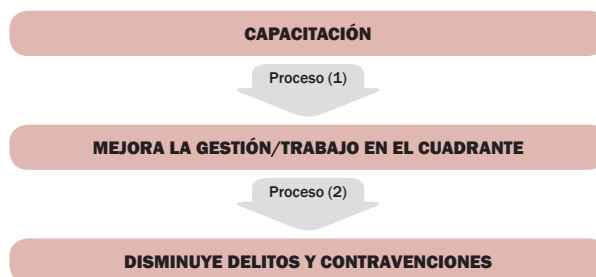 CAPACITACIÓN
Proceso (1)
MEJORA LA GESTIÓN/TRABAJO EN EL CUADRANTE
Proceso (2)
DISMINUYE DELITOS Y CONTRAVENCIONES